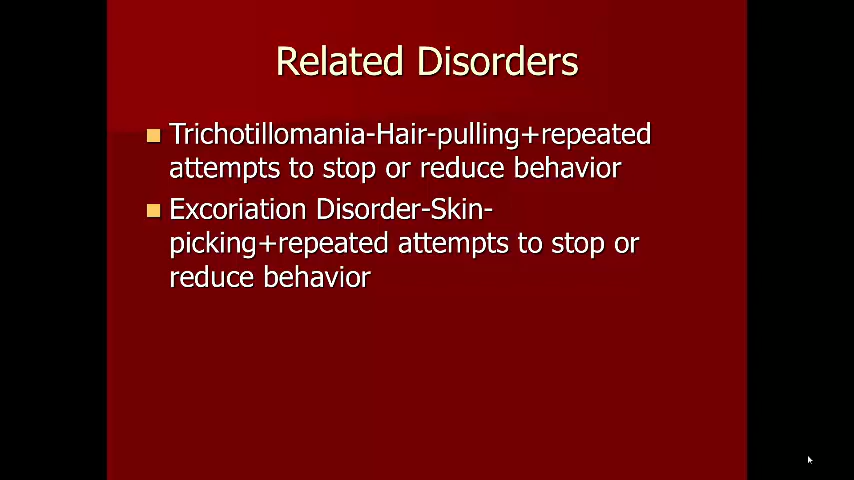 Related Disorders
Trichotillomania-Hair-pulling+repeated
attempts to stop or reduce behavior
Excoriation Disorder-Skin-
picking+repeated attempts to stop or
reduce behavior